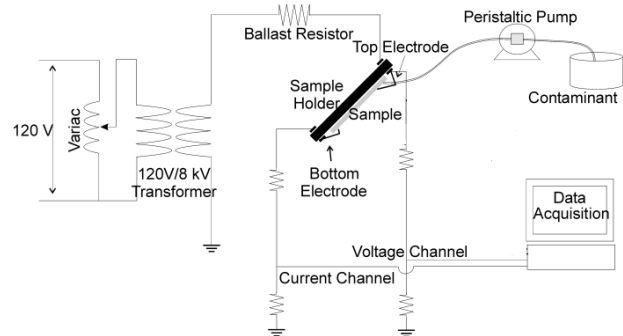 Ballast Resistor
Peristaltic Pump
Top Electrode
Contaminant
Sample
Holder
Sample
120 V
Variac
120V/8 kV
Transformer
Bottom
Electrode
Data
Acquisition
Voltage Channel
Current Channel